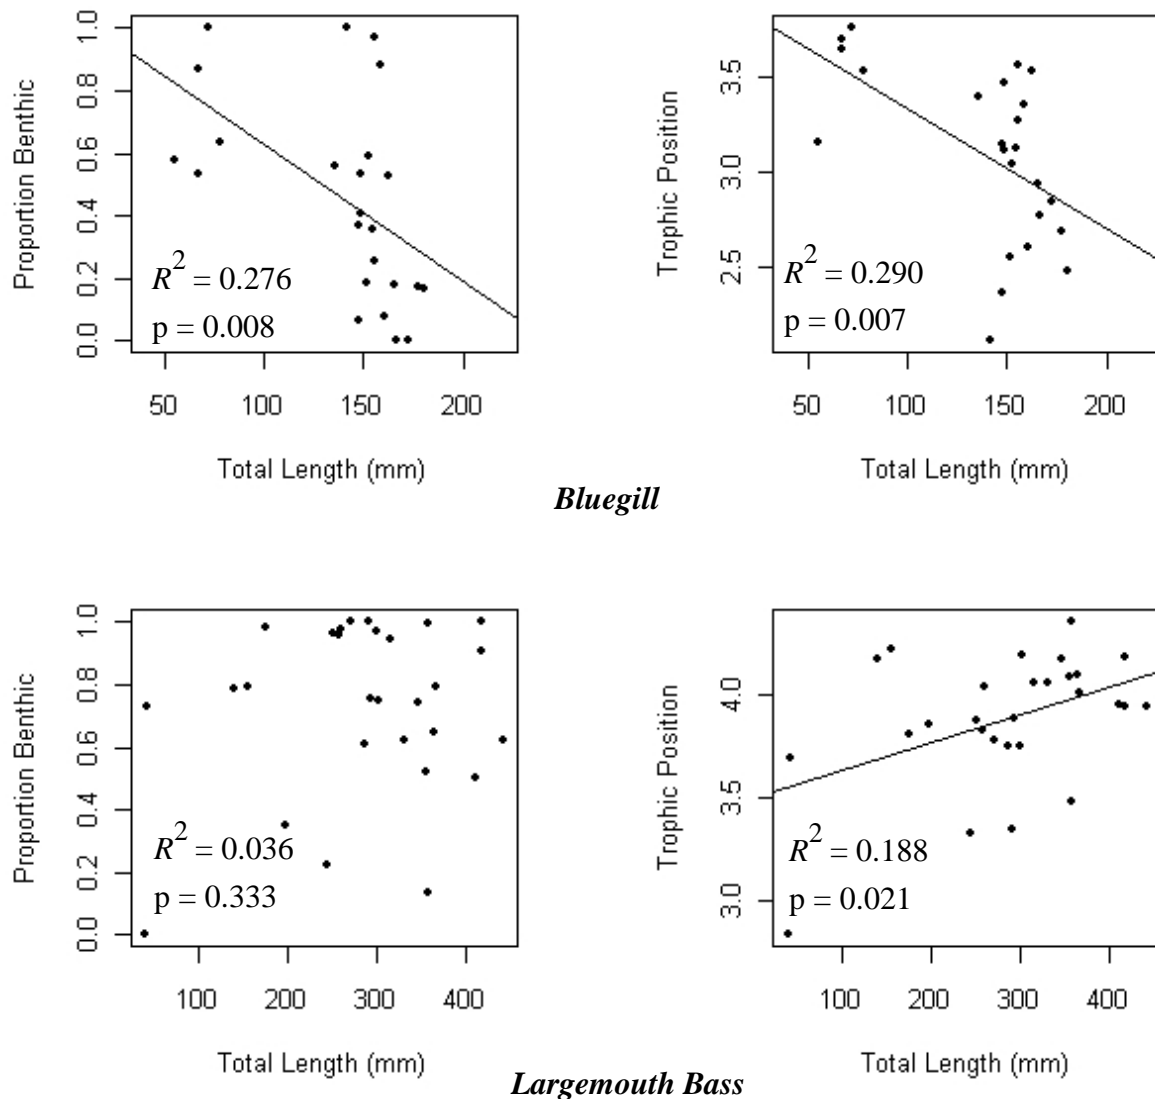 Proportion Benthic
1.0
0.8
0.6
0.4
0.2
0.0
R² = 0.276
p = 0.008
50 100 150 200
Total Length (mm)
Trophic Position
3.5
3.0
2.5
R² = 0.290
p = 0.007
50 100 150 200
Total Length (mm)
Bluegill
Proportion Benthic
1.0
0.8
0.6
0.4
0.2
0.0
R² = 0.036
p = 0.333
100 200 300 400
Total Length (mm)
Trophic Position
4.0
3.5
3.0
R² = 0.188
p = 0.021
100 200 300 400
Total Length (mm)
Largemouth Bass